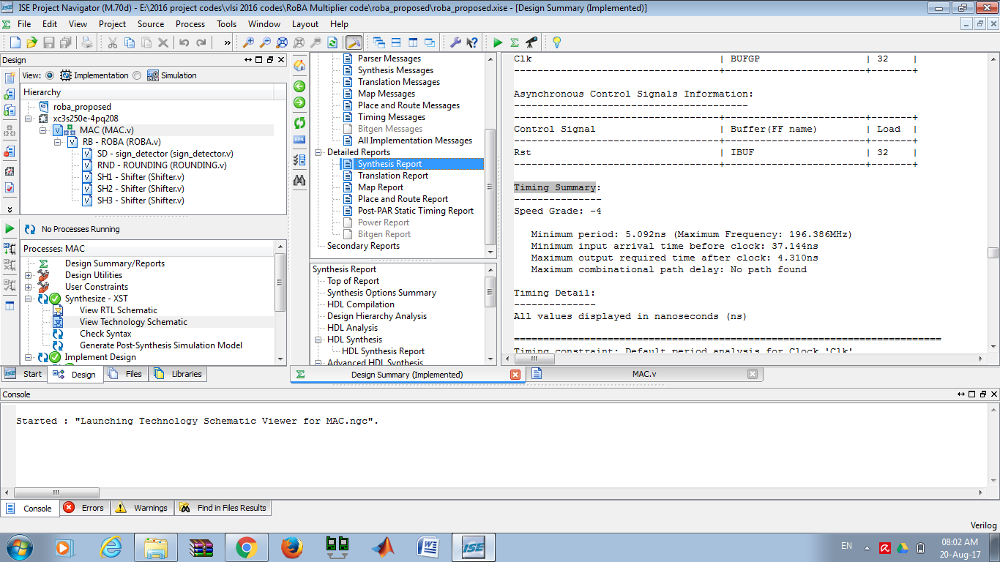 ISE Project Navigator (M.70d) - E:\2016 project codes\vlsi 2016 codes\RoBA Multiplier code\roba_proposed\roba_proposed.xise - [Design Summary (Implemented)]
File Edit View Project Source Process Tools Window Layout Help
Design
View: Implementation Simulation
Hierarchy
roba_proposed
xc3s250e-4pq208
MAC (MAC.v)
RB - ROBA (ROBA.v)
SD - sign_detector (sign_detector.v)
RND - ROUNDING (ROUNDING.v)
SH1 - Shifter (Shifter.v)
SH2 - Shifter (Shifter.v)
SH3 - Shifter (Shifter.v)
No Processes Running
Processes: MAC
Design Summary/Reports
Design Utilities
User Constraints
Synthesize - XST
View RTL Schematic
View Technology Schematic
Check Syntax
Generate Post-Synthesis Simulation Model
Implement Design
Start Design Files Libraries
Parser Messages
Synthesis Messages
Translation Messages
Map Messages
Place and Route Messages
Timing Messages
Bitgen Messages
All Implementation Messages
Detailed Reports
Synthesis Report
Translation Report
Map Report
Place and Route Report
Post-PAR Static Timing Report
Power Report
Bitgen Report
Secondary Reports
Synthesis Report
Top of Report
Synthesis Options Summary
HDL Compilation
Design Hierarchy Analysis
HDL Analysis
HDL Synthesis
HDL Synthesis Report
Advanced HDL Synthesis
Clk | BUFGP | 32 |
-----------------------------------+------------------------+-------+
Asynchronous Control Signals Information:
----------------------------------------
-----------------------------------+------------------------+-------+
Control Signal | Buffer(FF name) | Load |
-----------------------------------+------------------------+-------+
Rst | IBUF | 32 |
-----------------------------------+------------------------+-------+
Timing Summary:
---------------
Speed Grade: -4
Minimum period: 5.092ns (Maximum Frequency: 196.386MHz)
Minimum input arrival time before clock: 37.144ns
Maximum output required time after clock: 4.310ns
Maximum combinational path delay: No path found
Timing Detail:
--------------
All values displayed in nanoseconds (ns)
=========================================================================
Timing constraint: Default period analysis for Clock 'Clk'
Design Summary (Implemented) MAC.v
Console
Started : "Launching Technology Schematic Viewer for MAC.ngc".
Console Errors Warnings Find in Files Results
Verilog
ISE
EN
08:02 AM
20-Aug-17